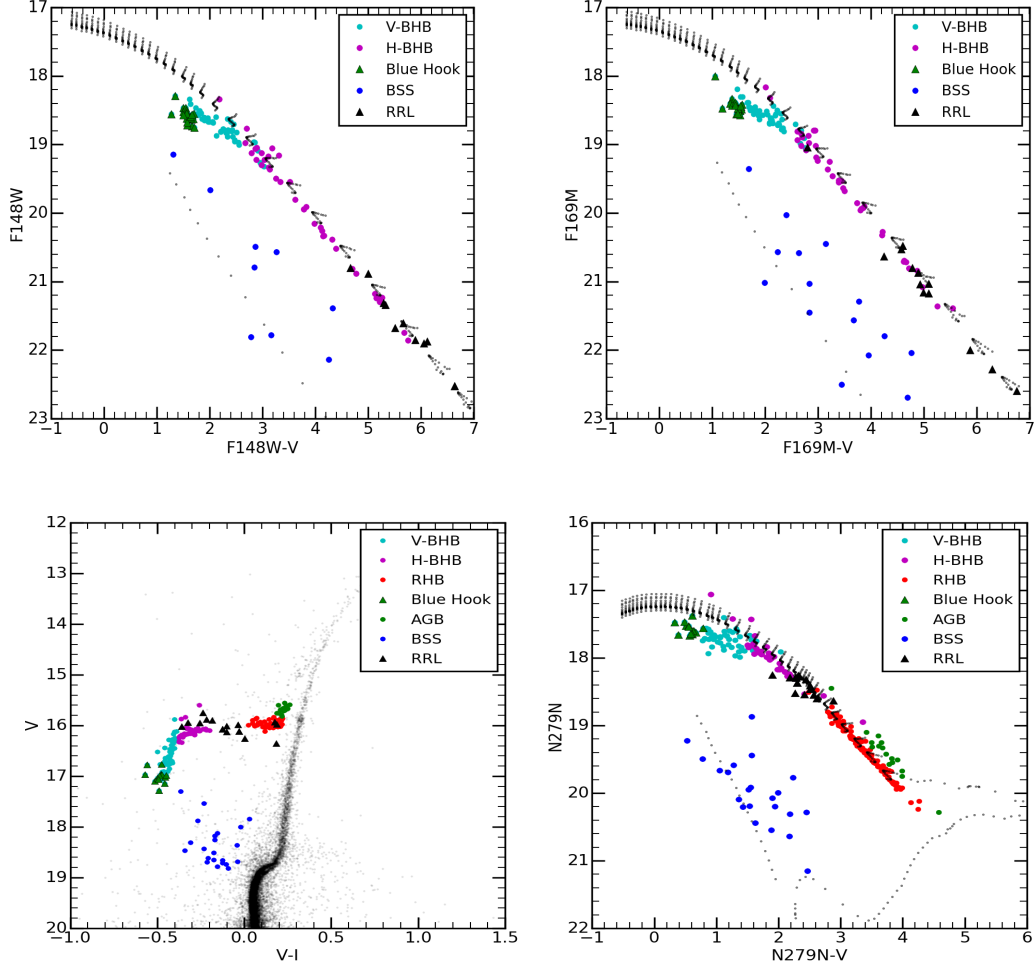 17
18
19
20
21
22
23
−1 0 1 2 3 4 5 6 7
F148W-V
F148W
V-BHB
H-BHB
Blue Hook
BSS
RRL
17
18
19
20
21
22
23
−1 0 1 2 3 4 5 6 7
F169M-V
F169M
V-BHB
H-BHB
Blue Hook
BSS
RRL
12
13
14
15
16
17
18
19
20
−1.0 −0.5 0.0 0.5 1.0 1.5
V-I
V
V-BHB
H-BHB
RHB
Blue Hook
AGB
BSS
RRL
16
17
18
19
20
21
22
−1 0 1 2 3 4 5 6
N279N-V
N279N
V-BHB
H-BHB
RHB
Blue Hook
AGB
BSS
RRL